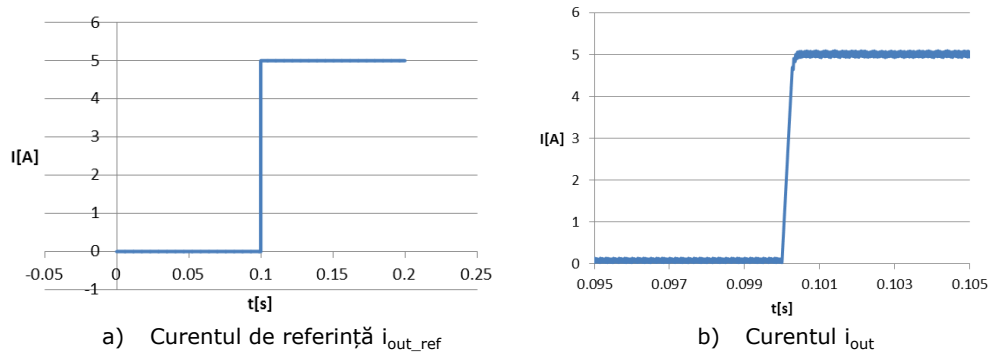 6
5
4
3
2
1
0
-1
I[A]
-0.05 0 0.05 0.1 0.15 0.2 0.25
t[s]
a) Curentul de referință i_out_ref
6
5
4
3
2
1
0
I[A]
0.095 0.097 0.099 0.101 0.103 0.105
t[s]
b) Curentul i_out